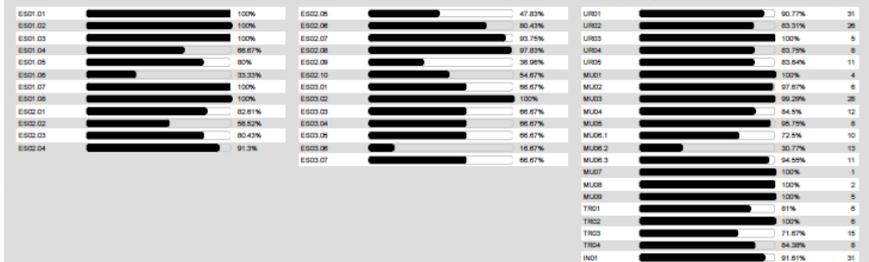 ES01.01 100%
ES01.02 100%
ES01.03 100%
ES01.04 66.67%
ES01.05 80%
ES01.06 33.33%
ES01.07 100%
ES01.08 100%
ES02.01 82.61%
ES02.02 56.52%
ES02.03 80.43%
ES02.04 91.3%
ES02.05 47.83%
ES02.06 80.43%
ES02.07 93.75%
ES02.08 97.83%
ES02.09 36.96%
ES02.10 54.67%
ES03.01 66.67%
ES03.02 100%
ES03.03 66.67%
ES03.04 66.67%
ES03.05 66.67%
ES03.06 16.67%
ES03.07 66.67%
UR01 90.77% 31
UR02 83.31% 26
UR03 100% 5
UR04 83.75% 8
UR05 83.64% 11
MU01 100% 4
MU02 97.67% 6
MU03 99.29% 28
MU04 84.5% 12
MU05 95.75% 8
MU06.1 72.5% 10
MU06.2 30.77% 13
MU06.3 94.55% 11
MU07 100% 1
MU08 100% 2
MU09 100% 5
TR01 81% 6
TR02 100% 6
TR03 71.67% 15
TR04 84.38% 8
IN01 91.61% 31